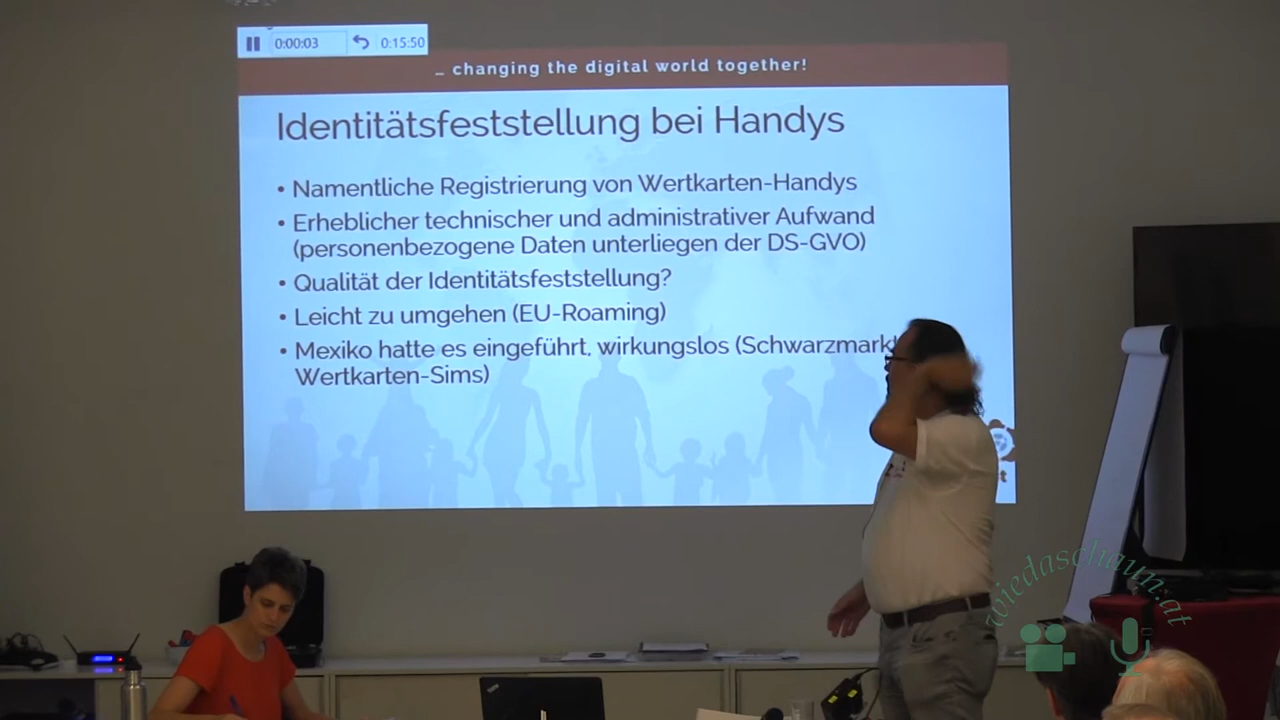 0:00:03 0:15:50
… changing the digital world together!
Identitätsfeststellung bei Handys
• Namentliche Registrierung von Wertkarten-Handys
• Erheblicher technischer und administrativer Aufwand
(personenbezogene Daten unterliegen der DS-GVO)
• Qualität der Identitätsfeststellung?
• Leicht zu umgehen (EU-Roaming)
• Mexiko hatte es eingeführt, wirkungslos (Schwarzmarkt
Wertkarten-Sims)
wiedaschaun.at